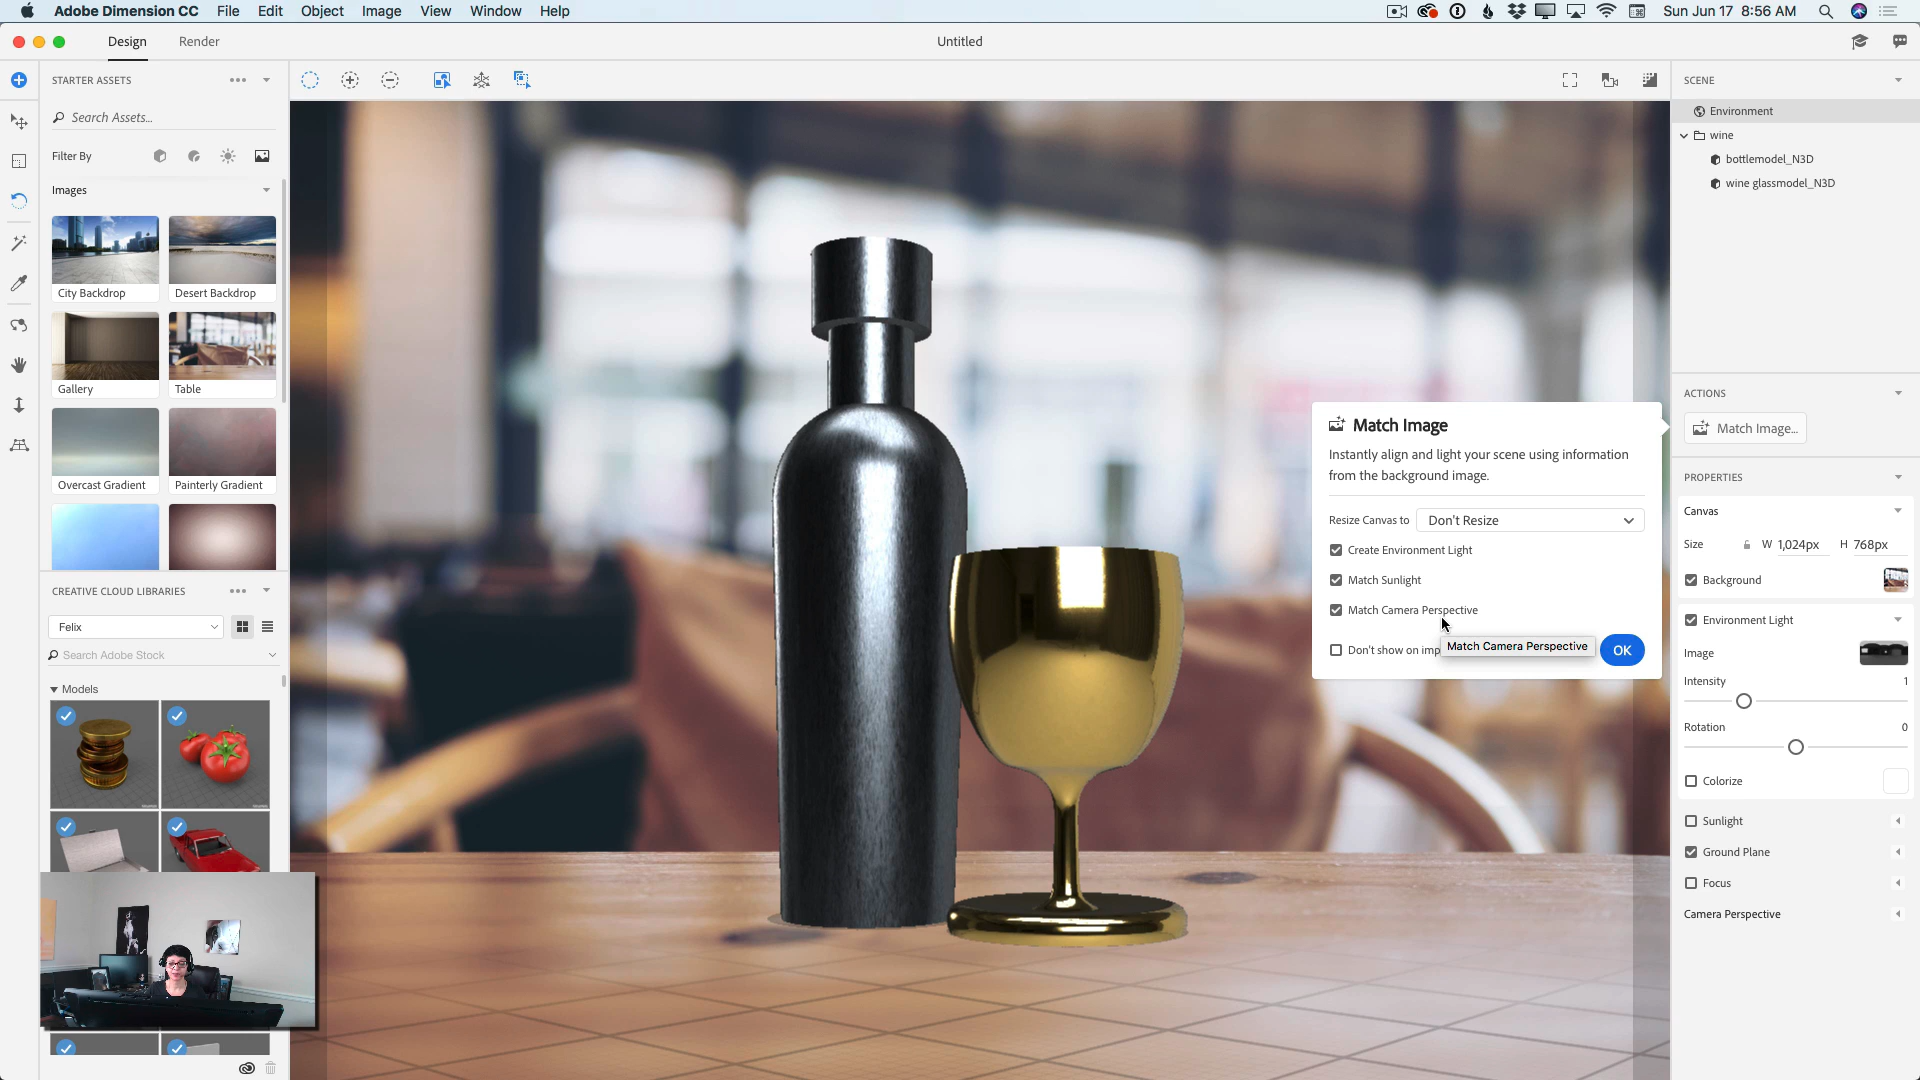 Adobe Dimension CC File Edit Object Image View Window Help
Sun Jun 17 8:56 AM
Design Render
Untitled
STARTER ASSETS
Search Assets...
Filter By
Images
City Backdrop Desert Backdrop
Gallery Table
Overcast Gradient Painterly Gradient
CREATIVE CLOUD LIBRARIES
Felix
Search Adobe Stock
Models
Match Image
Instantly align and light your scene using information
from the background image.
Resize Canvas to Don't Resize
Create Environment Light
Match Sunlight
Match Camera Perspective
Don't show on imp
Match Camera Perspective
OK
SCENE
Environment
wine
bottlemodel_N3D
wine glassmodel_N3D
ACTIONS
Match Image...
PROPERTIES
Canvas
Size W 1,024px H 768px
Background
Environment Light
Image
Intensity 1
Rotation 0
Colorize
Sunlight
Ground Plane
Focus
Camera Perspective